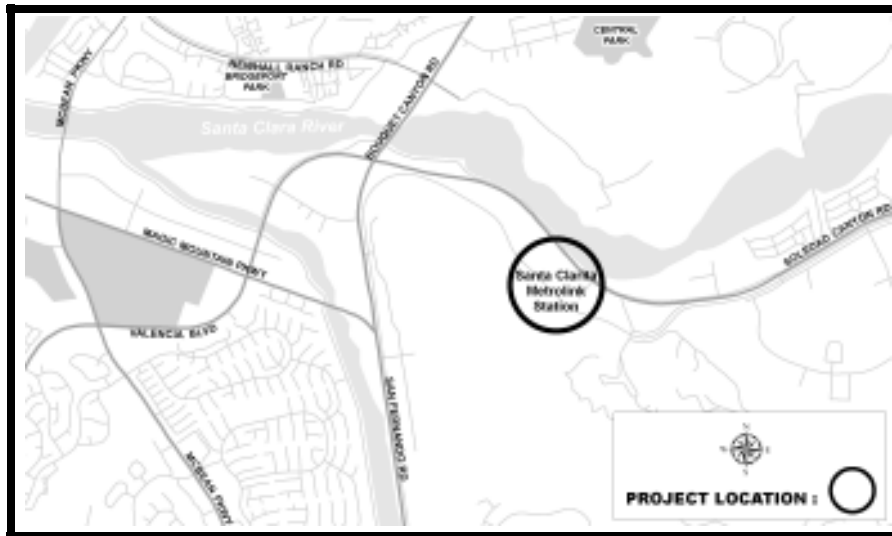 CENTRAL
PARK
NEWHALL RANCH RD
BRIDGEPORT
PARK
MCBEAN PKWY
Santa Clara River
BOUQUET CANYON RD
SOLEDAD CANYON RD
MAGIC MOUNTAIN PKWY
Santa Clarita
Metrolink
Station
VALENCIA BLVD
SAN FERNANDO RD
MCBEAN PKWY
N
S
PROJECT LOCATION :